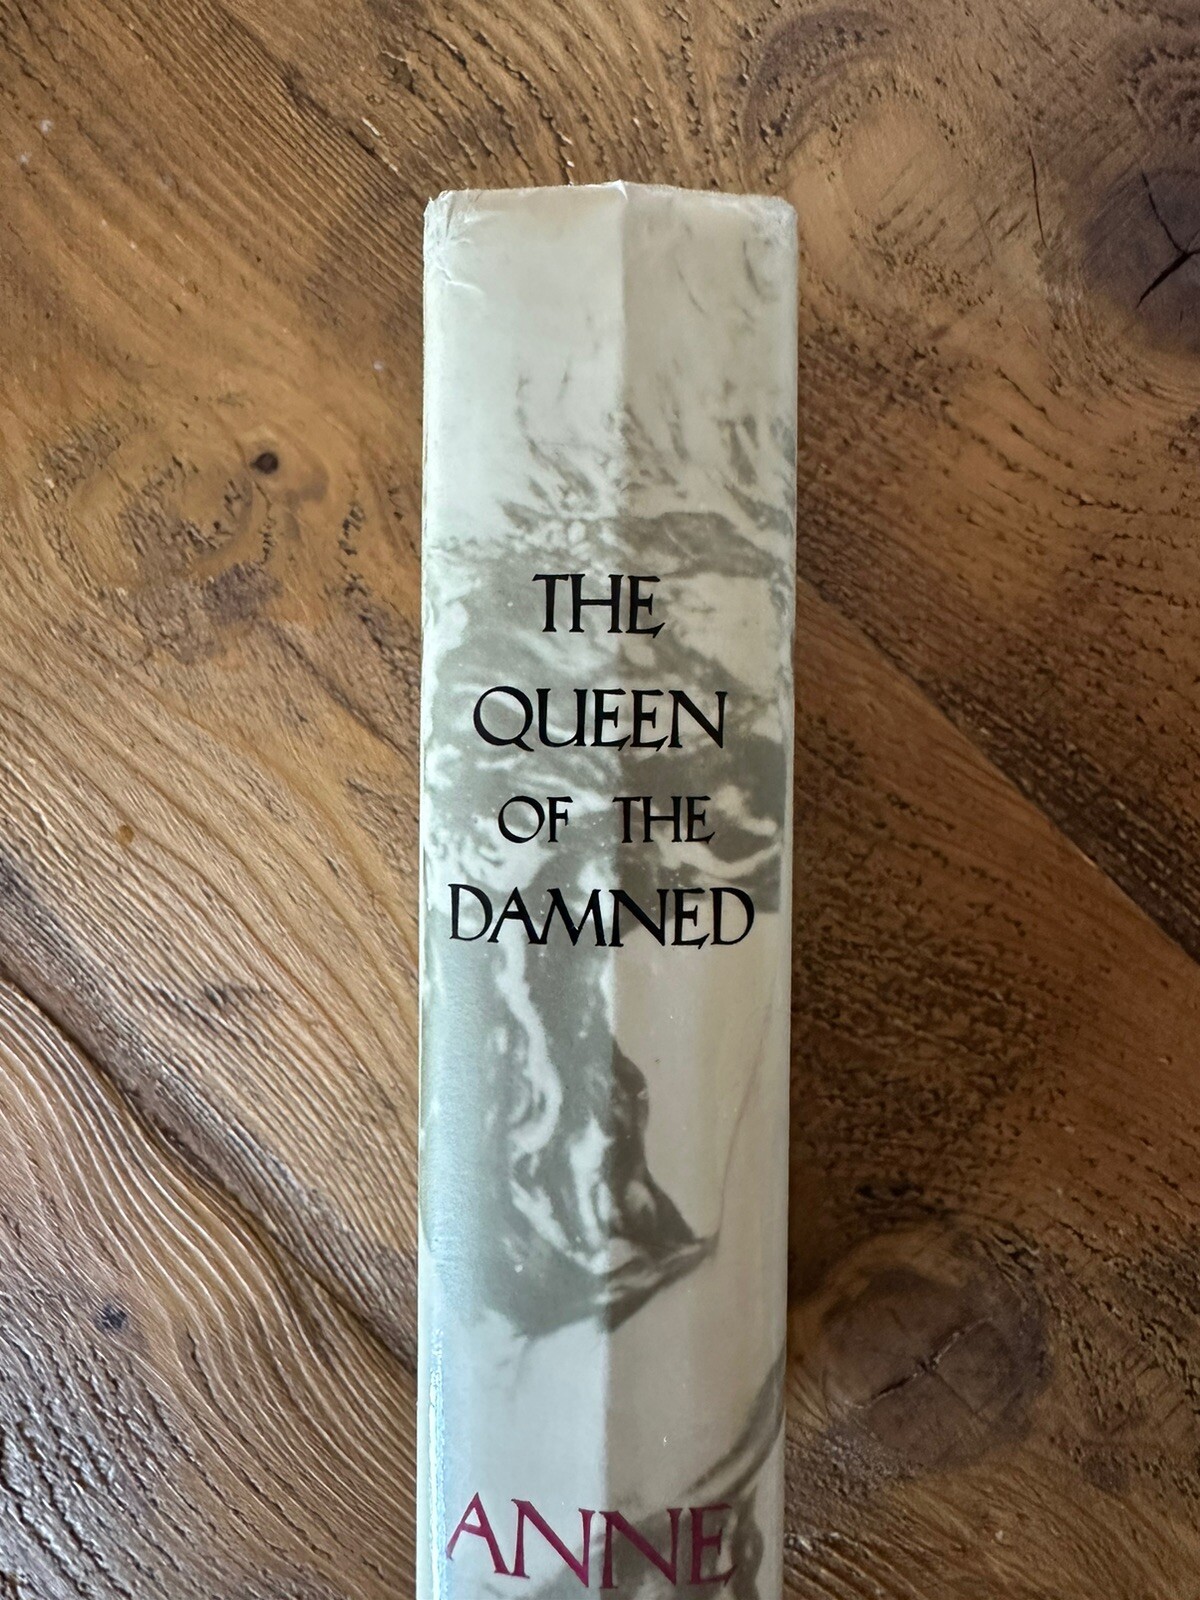 THE
QUEEN
OF THE
DAMNED
ANNE